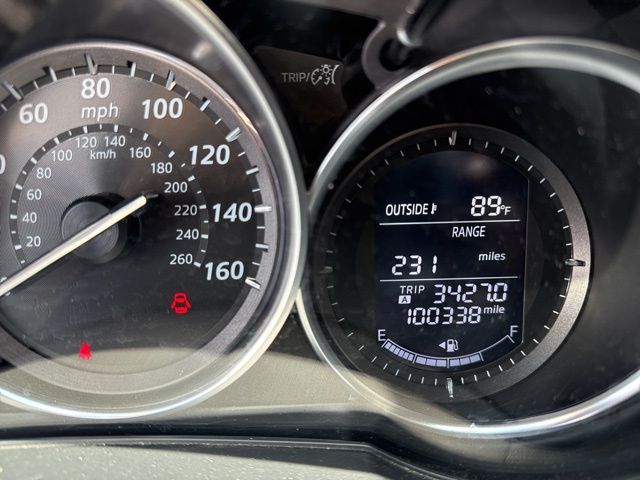 TRIP/
60 80 100 120 140 160
mph
20 40 60 80 100 120 140 160 180 200 220 240 260
km/h
OUTSIDE 89°F
RANGE
231 miles
TRIP A 3427.0
100338 mile
E F